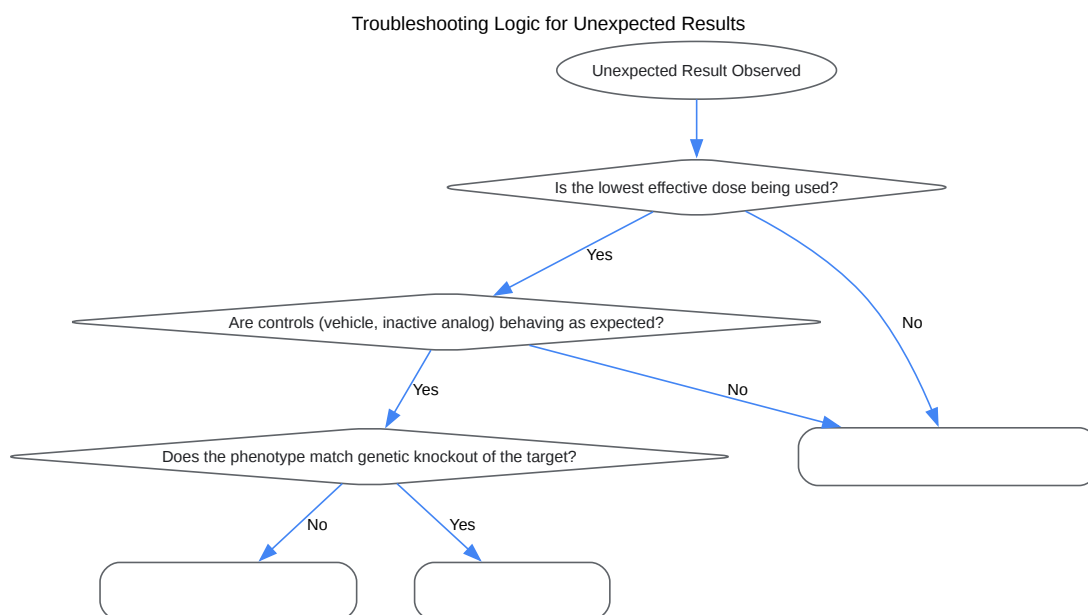 Troubleshooting Logic for Unexpected Results
Unexpected Result Observed
Is the lowest effective dose being used?
Yes
No
Are controls (vehicle, inactive analog) behaving as expected?
Yes
No
Does the phenotype match genetic knockout of the target?
No
Yes